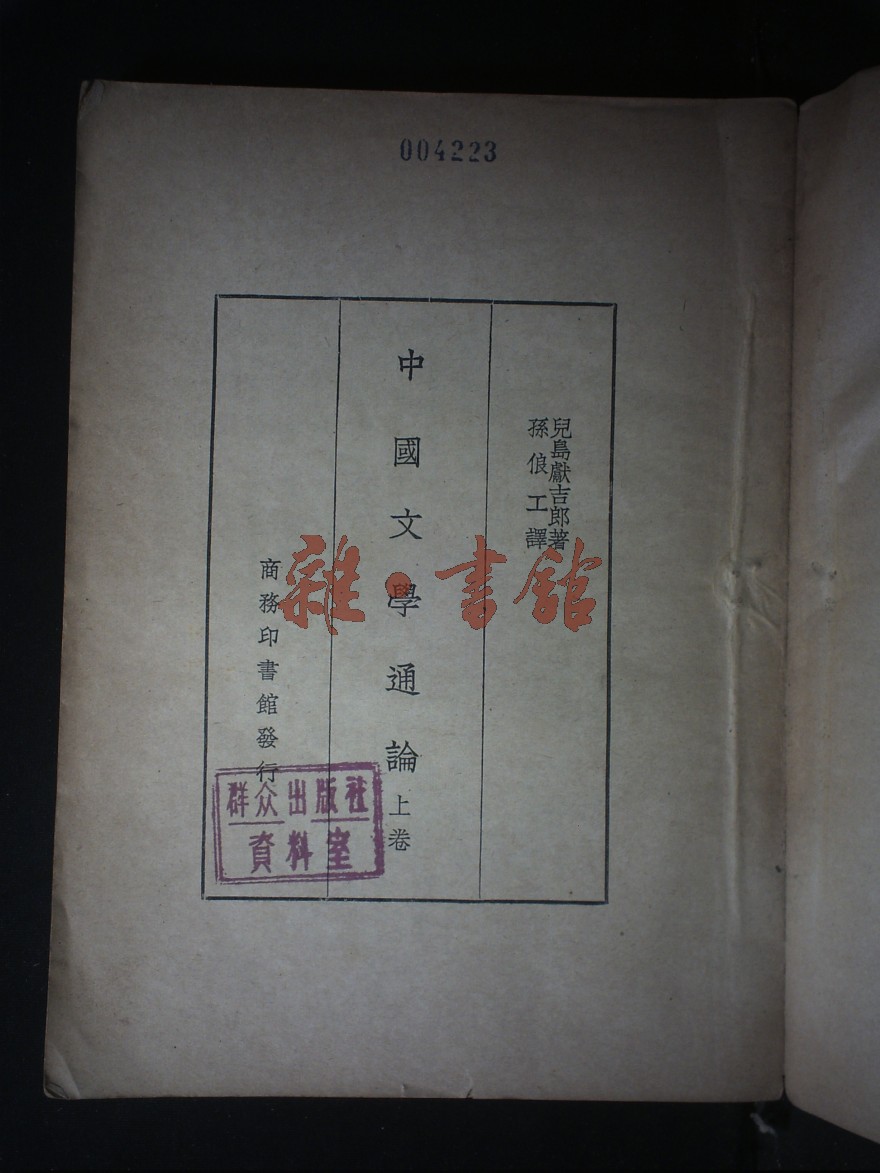 004223
兒島獻吉郎著
孫俍工譯
中國文學通論上卷
商務印書館發行
雜·書館
群众出版社
資料室